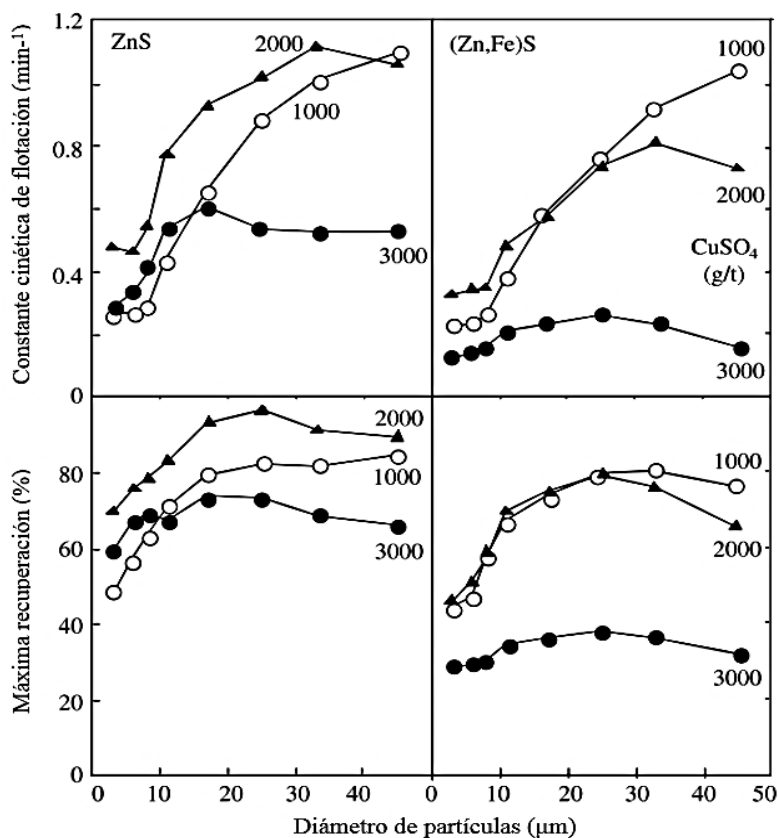 Constante cinética de flotación (min-1)
1.2
0.8
0.4
0
ZnS
2000
1000
3000
(Zn,Fe)S
1000
2000
CuSO4
(g/t)
3000
Máxima recuperación (%)
80
60
40
20
0
2000
1000
3000
1000
2000
3000
0 10 20 30 40 0 10 20 30 40 50
Diámetro de partículas (µm)